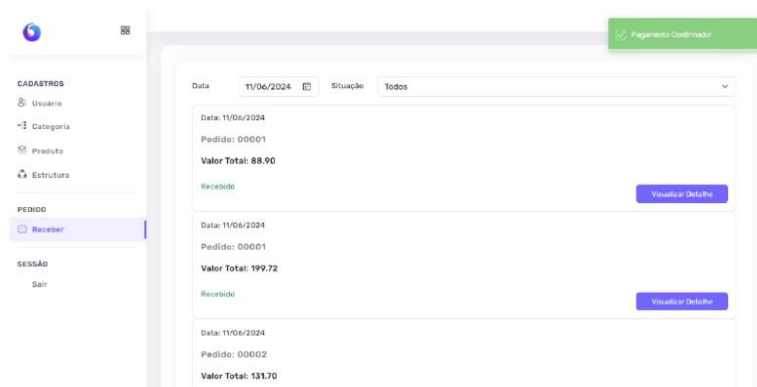 Pagamento Confirmado!
CADASTROS
Usuário
Categoria
Produto
Estrutura
PEDIDO
Receber
SESSÃO
Sair
Data 11/06/2024 Situação Todos
Data: 11/06/2024
Pedido: 00001
Valor Total: 88.90
Recebido
Visualizar Detalhe
Data: 11/06/2024
Pedido: 00001
Valor Total: 199.72
Recebido
Visualizar Detalhe
Data: 11/06/2024
Pedido: 00002
Valor Total: 131.70